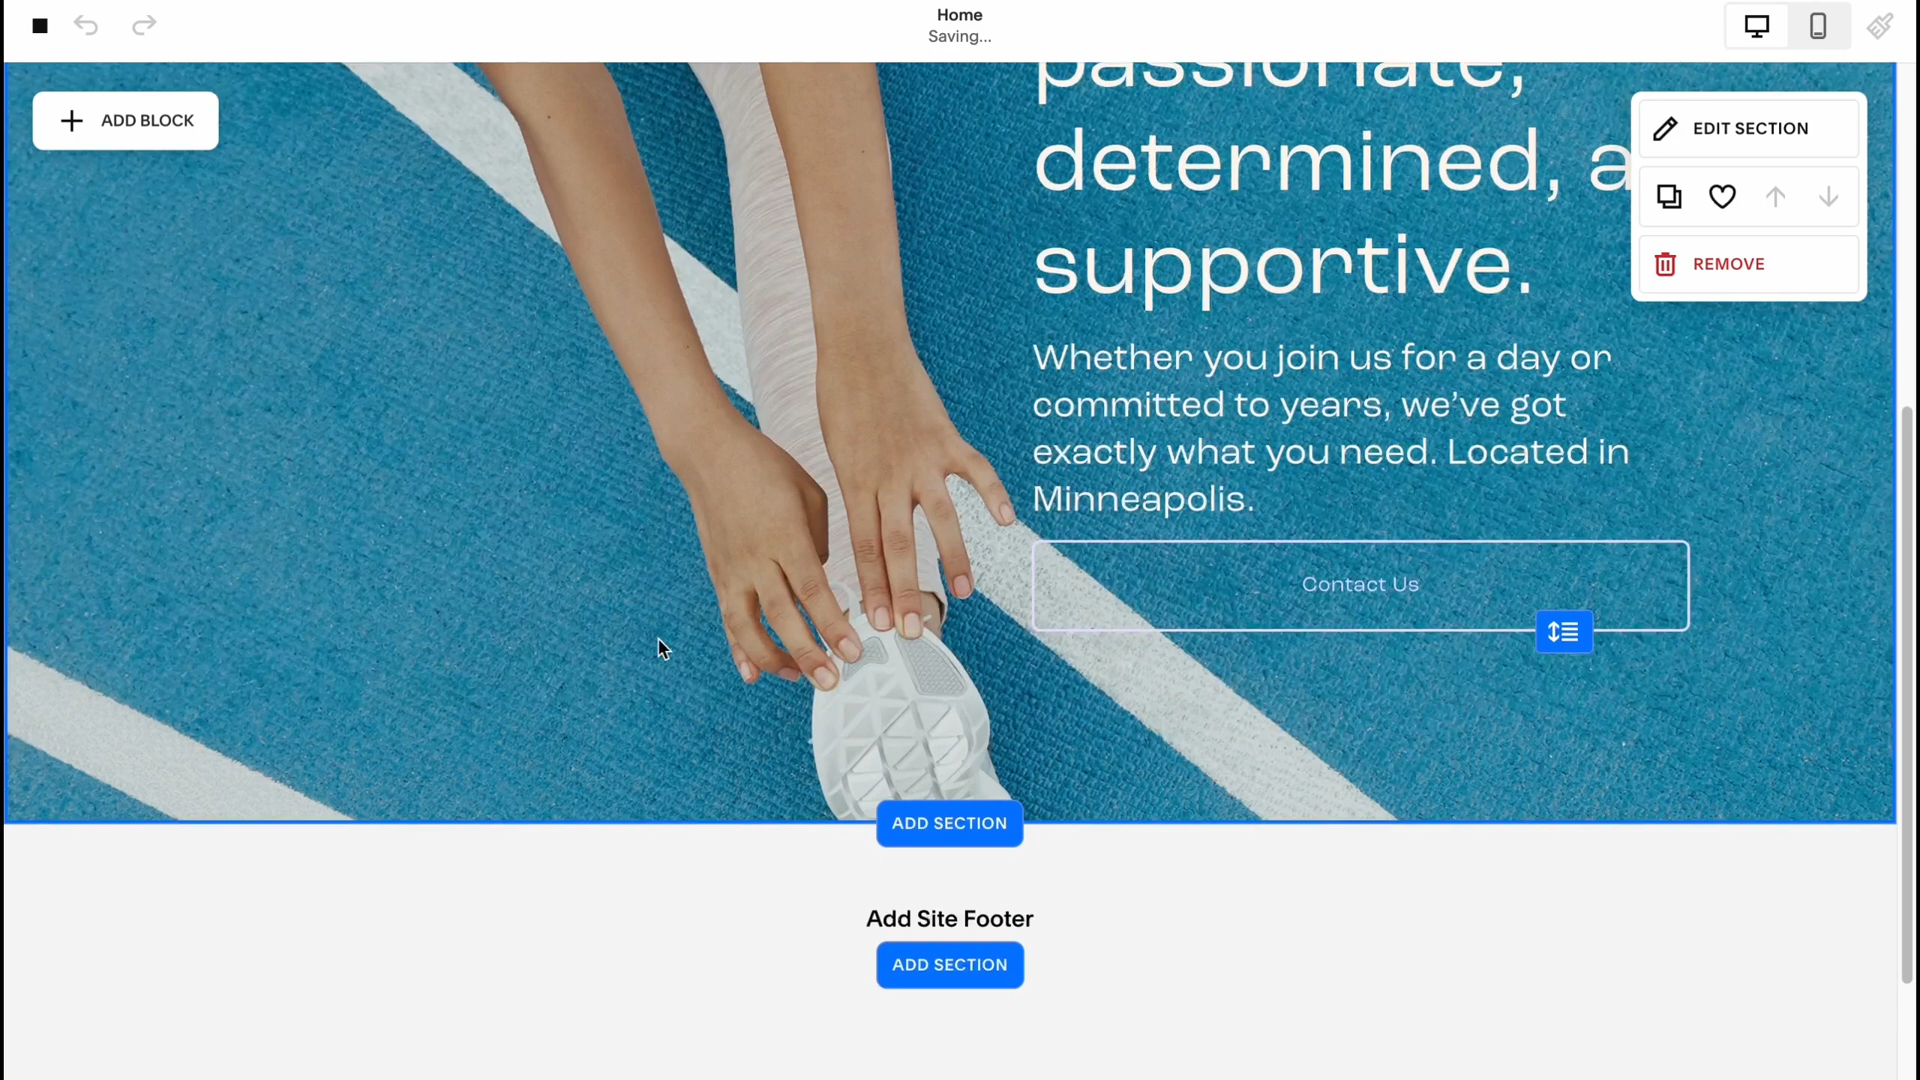 Home
Saving...
ADD BLOCK
passionate,
determined, a
supportive.
EDIT SECTION
REMOVE
Whether you join us for a day or
committed to years, we've got
exactly what you need. Located in
Minneapolis.
Contact Us
ADD SECTION
Add Site Footer
ADD SECTION